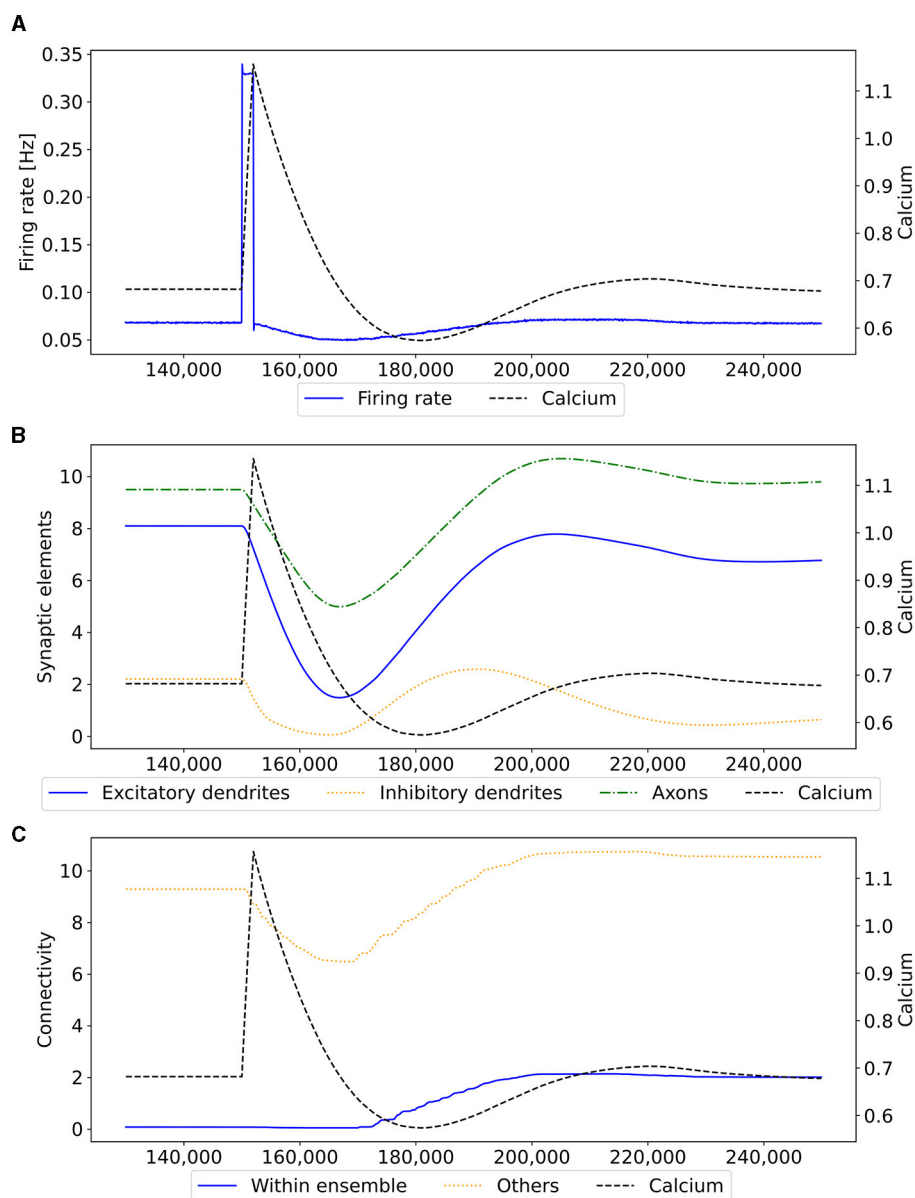 A
0.35
0.30
0.25
0.20
0.15
0.10
0.05
Firing rate [Hz]
1.1
1.0
0.9
0.8
0.7
0.6
Calcium
140,000 160,000 180,000 200,000 220,000 240,000
Firing rate Calcium
B
10
8
6
4
2
0
Synaptic elements
1.1
1.0
0.9
0.8
0.7
0.6
Calcium
140,000 160,000 180,000 200,000 220,000 240,000
Excitatory dendrites Inhibitory dendrites Axons Calcium
C
10
8
6
4
2
0
Connectivity
1.1
1.0
0.9
0.8
0.7
0.6
Calcium
140,000 160,000 180,000 200,000 220,000 240,000
Within ensemble Others Calcium